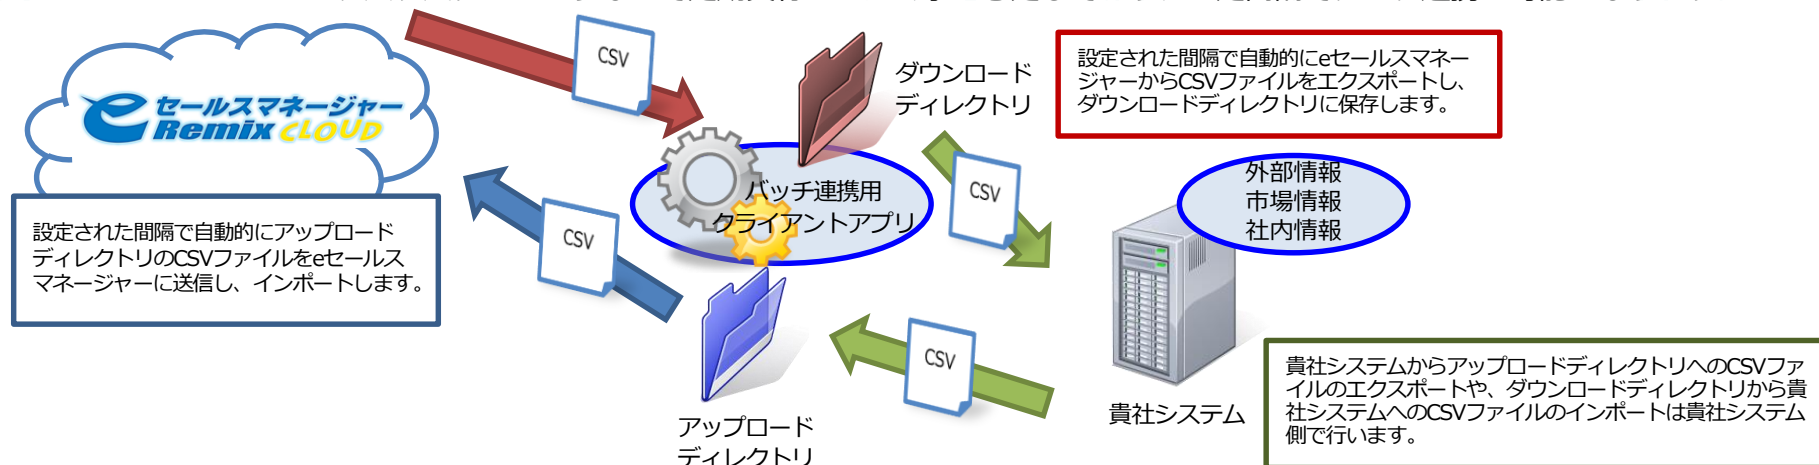 CSV
ダウンロード
ディレクトリ
設定された間隔で自動的にeセールスマネー
ジャーからCSVファイルをエクスポートし、
ダウンロードディレクトリに保存します。
eセールスマネージャー
Remix CLOUD
バッチ連携用
クライアントアプリ
CSV
外部情報
市場情報
社内情報
設定された間隔で自動的にアップロード
ディレクトリのCSVファイルをeセールス
マネージャーに送信し、インポートします。
CSV
CSV
貴社システム
貴社システムからアップロードディレクトリへのCSVファ
イルのエクスポートや、ダウンロードディレクトリから貴
社システムへのCSVファイルのインポートは貴社システム
側で行います。
アップロード
ディレクトリ